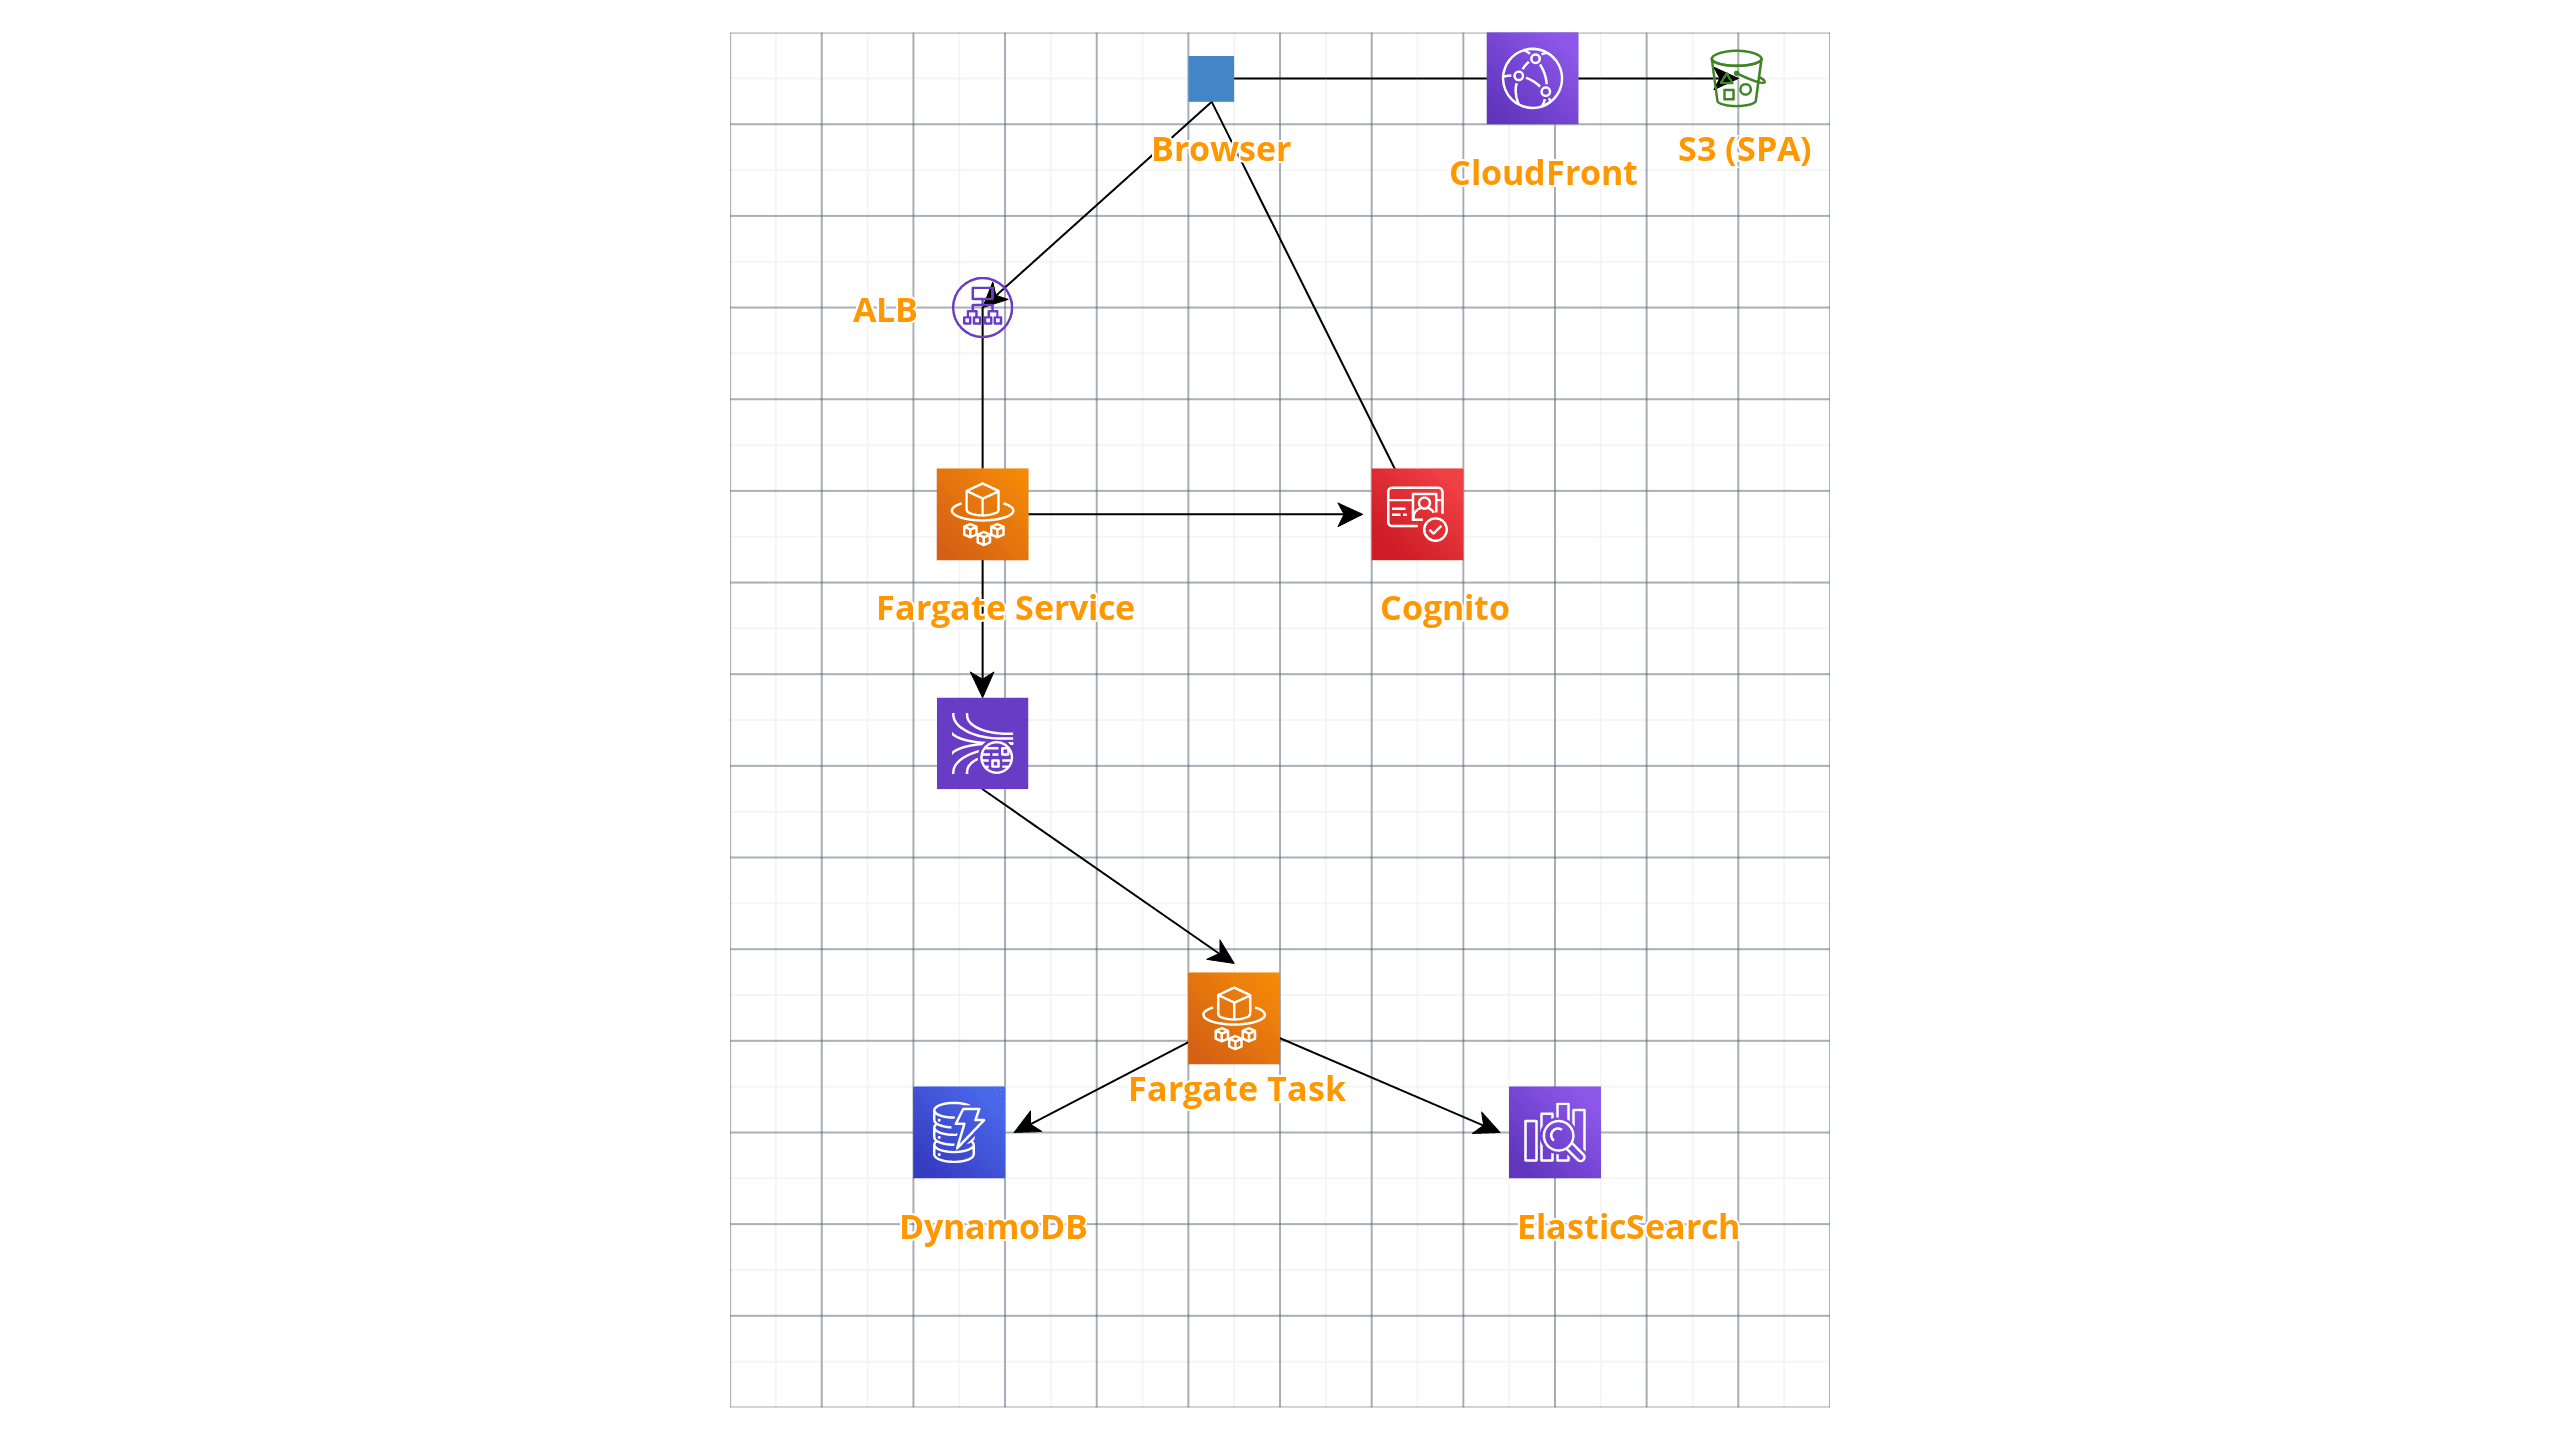 Browser
CloudFront
S3 (SPA)
ALB
Fargate Service
Cognito
Fargate Task
DynamoDB
ElasticSearch